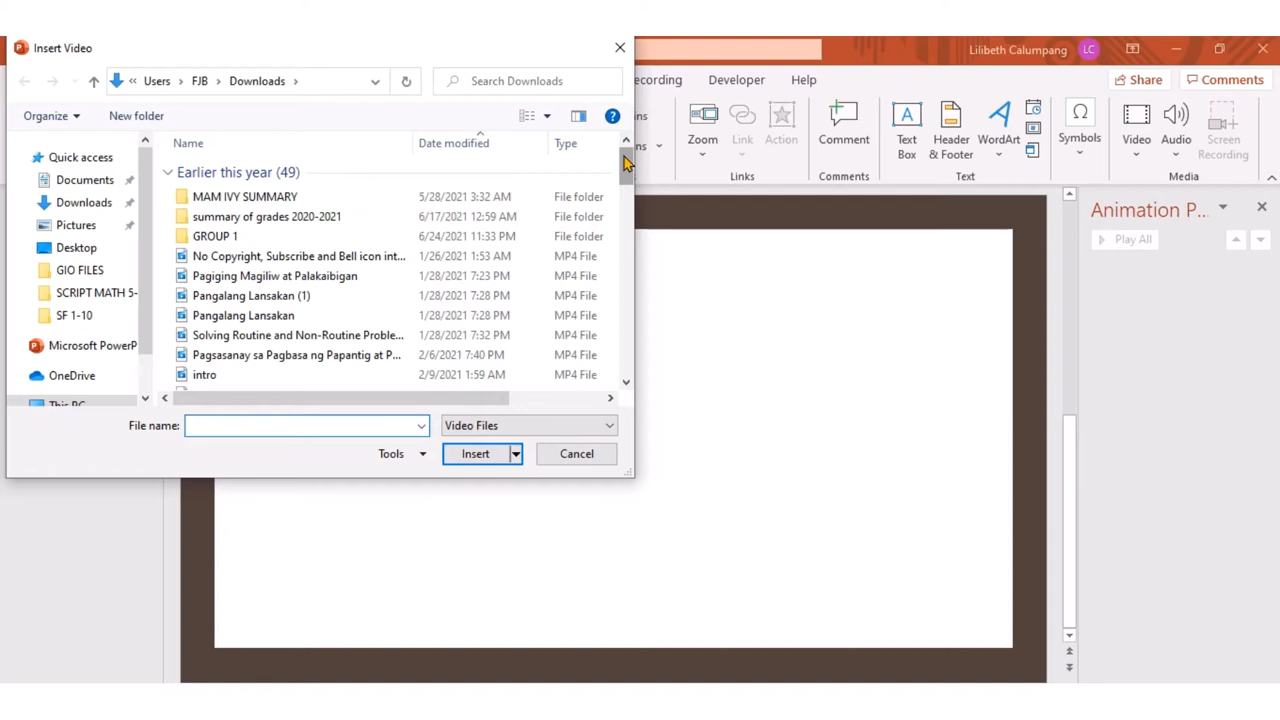 Insert Video
Lilibeth Calumpang LC
« Users > FJB > Downloads >
Search Downloads
ecording Developer Help
Share Comments
Organize New folder
Name Date modified Type
Quick access
Documents
Downloads
Pictures
Desktop
GIO FILES
SCRIPT MATH 5-
SF 1-10
Microsoft PowerP
OneDrive
This PC
Earlier this year (49)
MAM IVY SUMMARY 5/28/2021 3:32 AM File folder
summary of grades 2020-2021 6/17/2021 12:59 AM File folder
GROUP 1 6/24/2021 11:33 PM File folder
No Copyright, Subscribe and Bell icon int... 1/26/2021 1:53 AM MP4 File
Pagiging Magiliw at Palakaibigan 1/28/2021 7:23 PM MP4 File
Pangalang Lansakan (1) 1/28/2021 7:28 PM MP4 File
Pangalang Lansakan 1/28/2021 7:28 PM MP4 File
Solving Routine and Non-Routine Proble... 1/28/2021 7:32 PM MP4 File
Pagsasanay sa Pagbasa ng Papantig at P... 2/6/2021 7:40 PM MP4 File
intro 2/9/2021 1:59 AM MP4 File
File name: Video Files
Tools Insert Cancel
ins
ns
Zoom
Link
Action
Links
Comment
Comments
Text
Box
Header
& Footer
WordArt
Text
Symbols
Video
Audio
Screen
Recording
Media
Animation P...
Play All